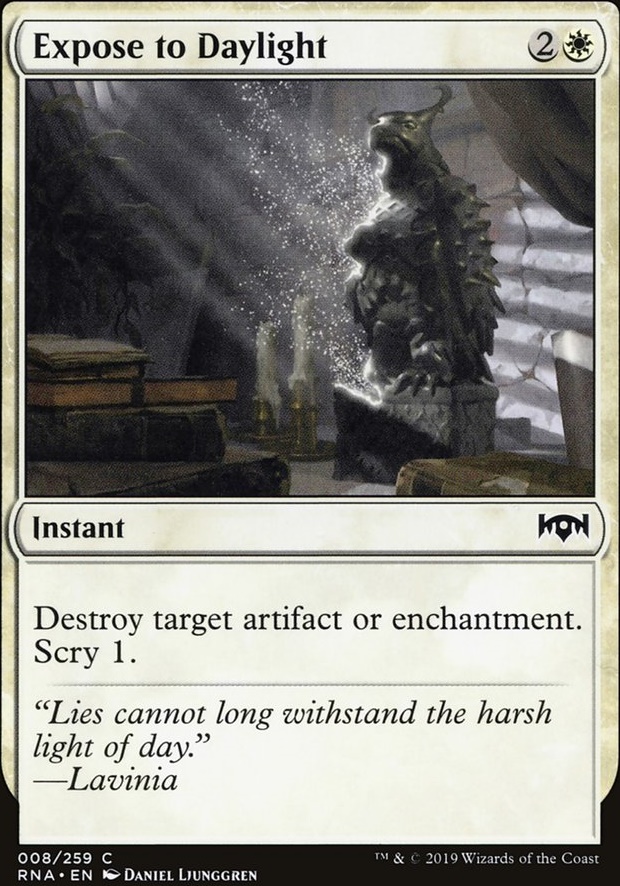 Expose to Daylight 2
Instant
Destroy target artifact or enchantment.
Scry 1.
“Lies cannot long withstand the harsh
light of day.”
—Lavinia
008/259 C
™ & © 2019 Wizards of the Coast
RNA • EN Daniel Ljunggren